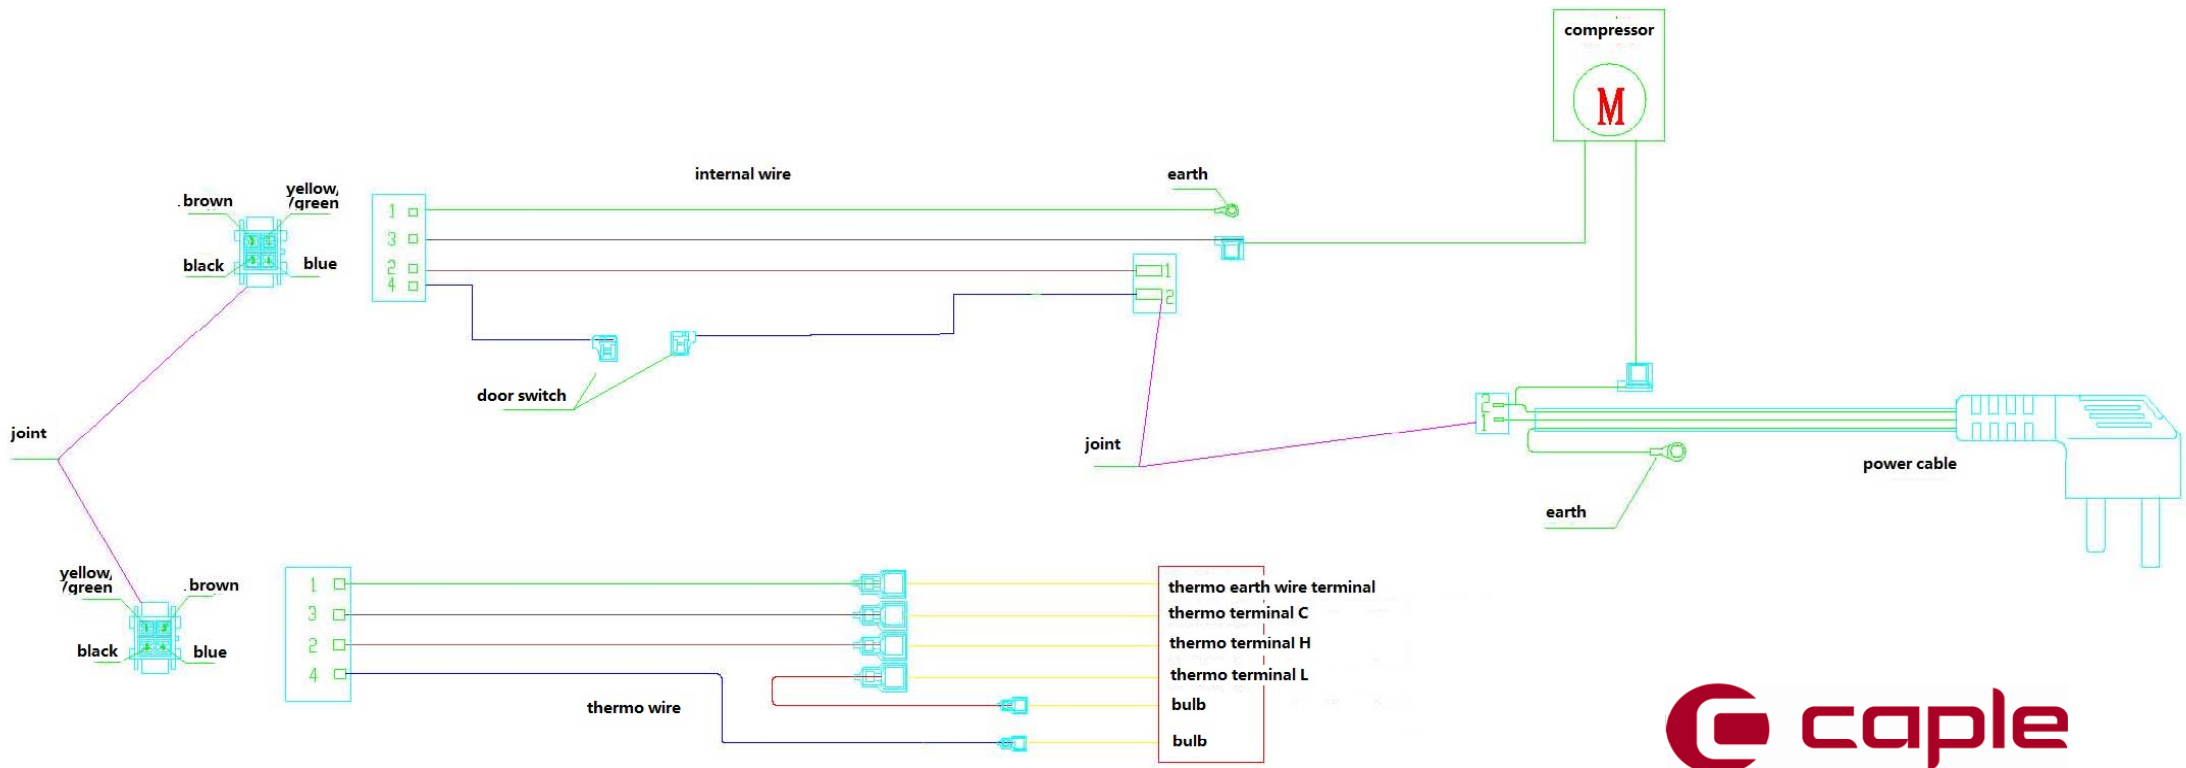 compressor
M
internal wire
earth
yellow,
/green
brown
1
3
2
4
1
2
black
blue
door switch
joint
joint
2
1
power cable
earth
yellow,
/green
brown
black
blue
1
3
2
4
thermo wire
thermo earth wire terminal
thermo terminal C
thermo terminal H
thermo terminal L
bulb
bulb
caple